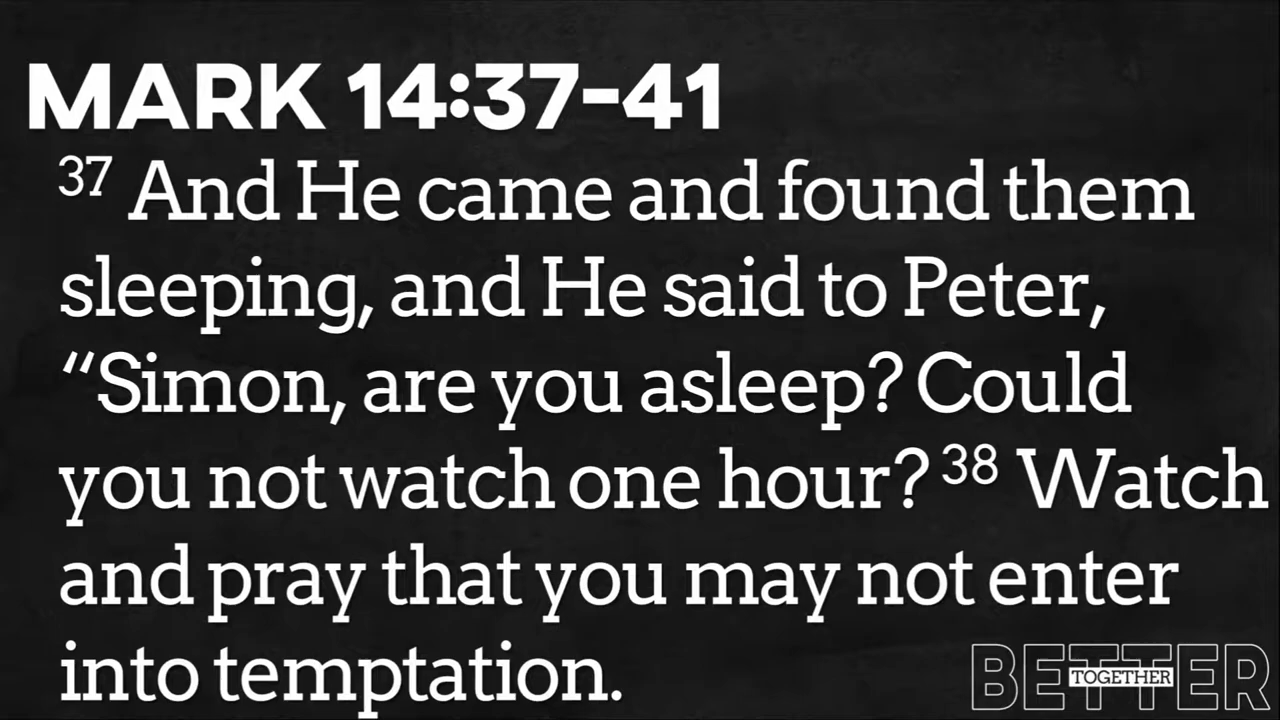 MARK 14:37-41
37 And He came and found them
sleeping, and He said to Peter,
“Simon, are you asleep? Could
you not watch one hour? 38 Watch
and pray that you may not enter
into temptation.
BETTER
TOGETHER